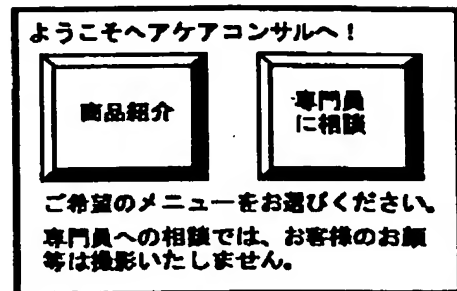 ようこそヘアケアコンサルへ！
商品紹介
専門員
に相談
ご希望のメニューをお選びください。
専門員への相談では、お客様のお顔
等は撮影いたしません。